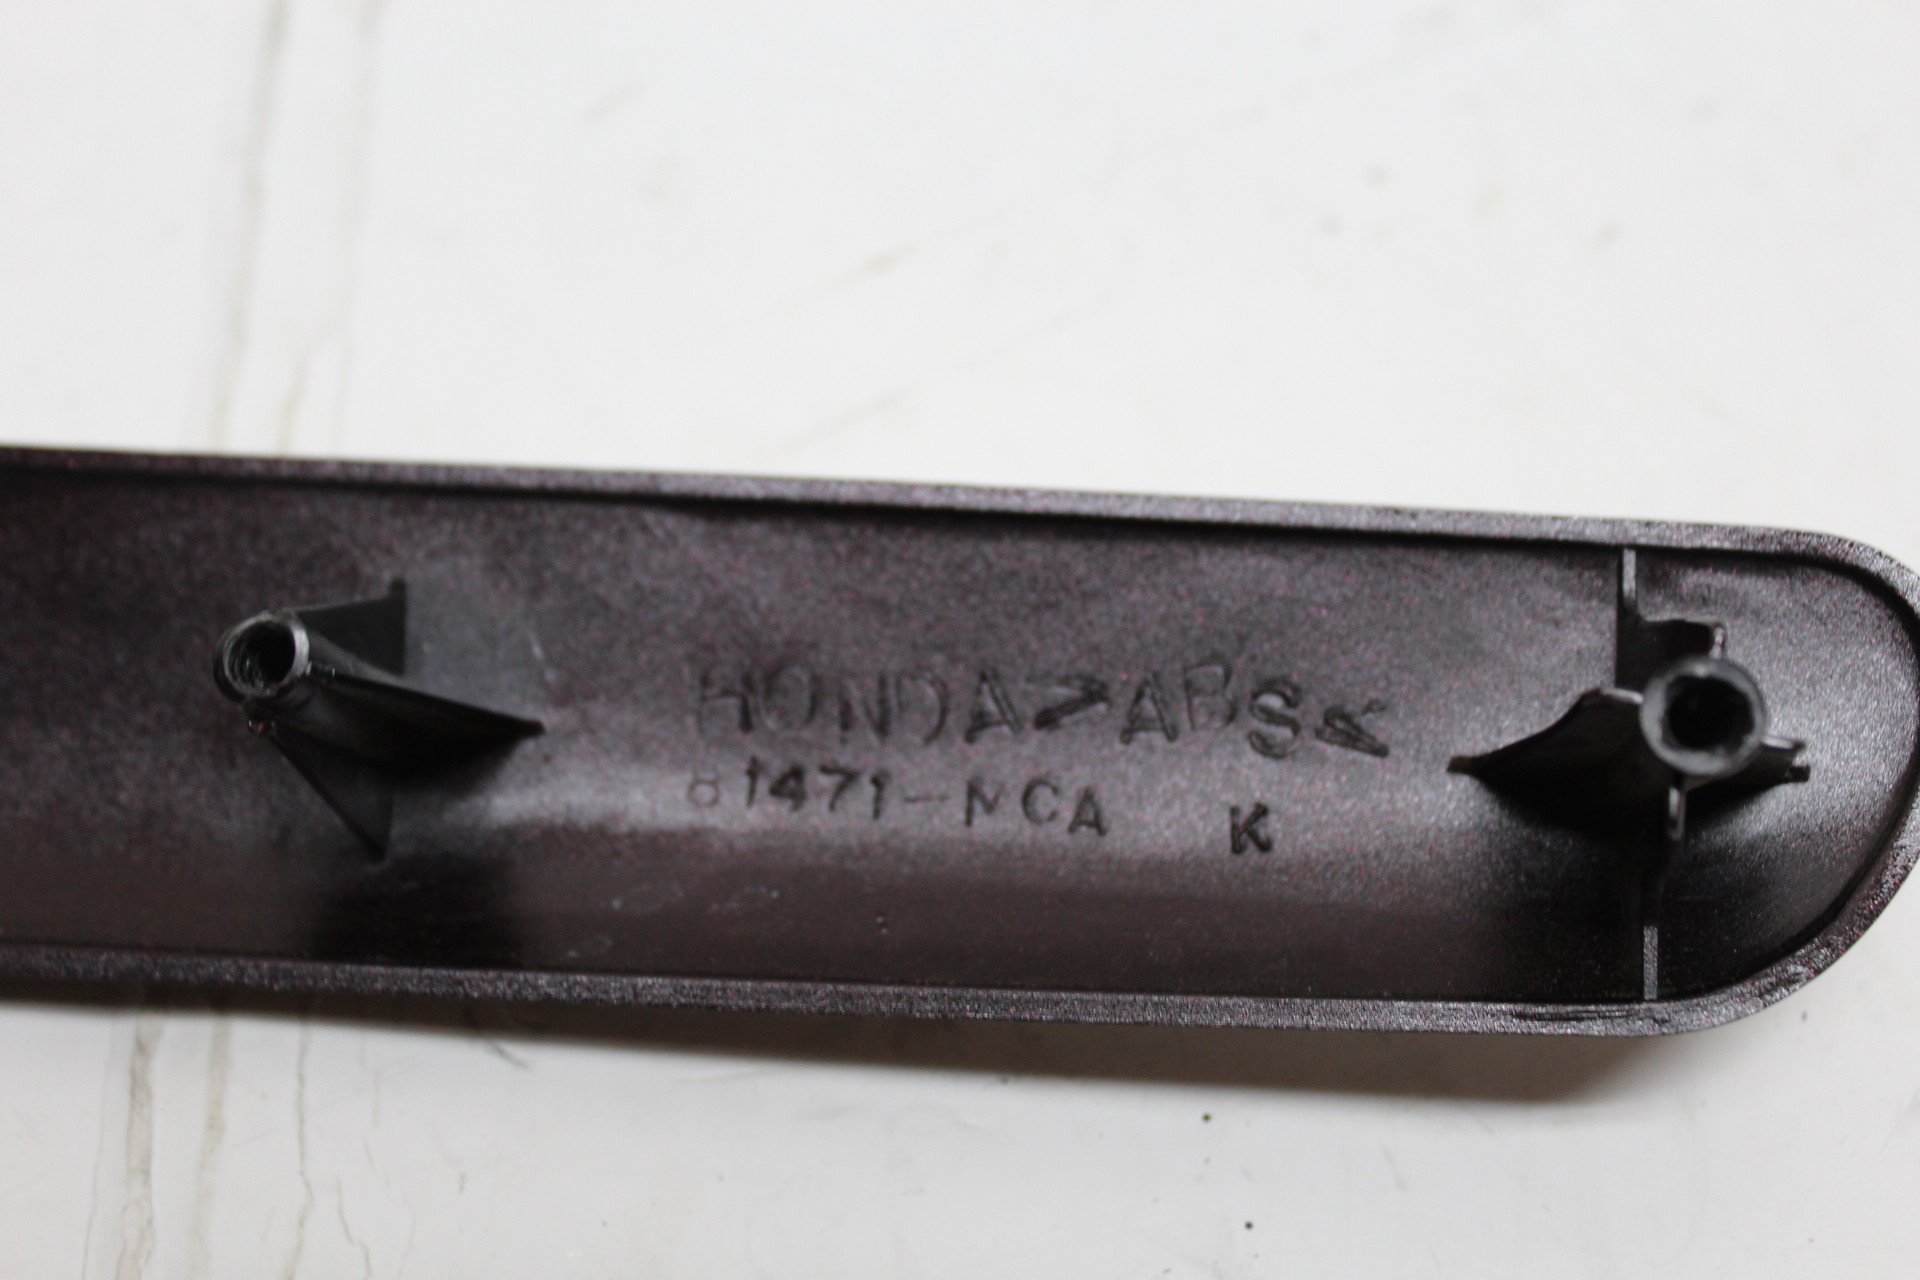 HONDA >ABS<
81471-MCA K